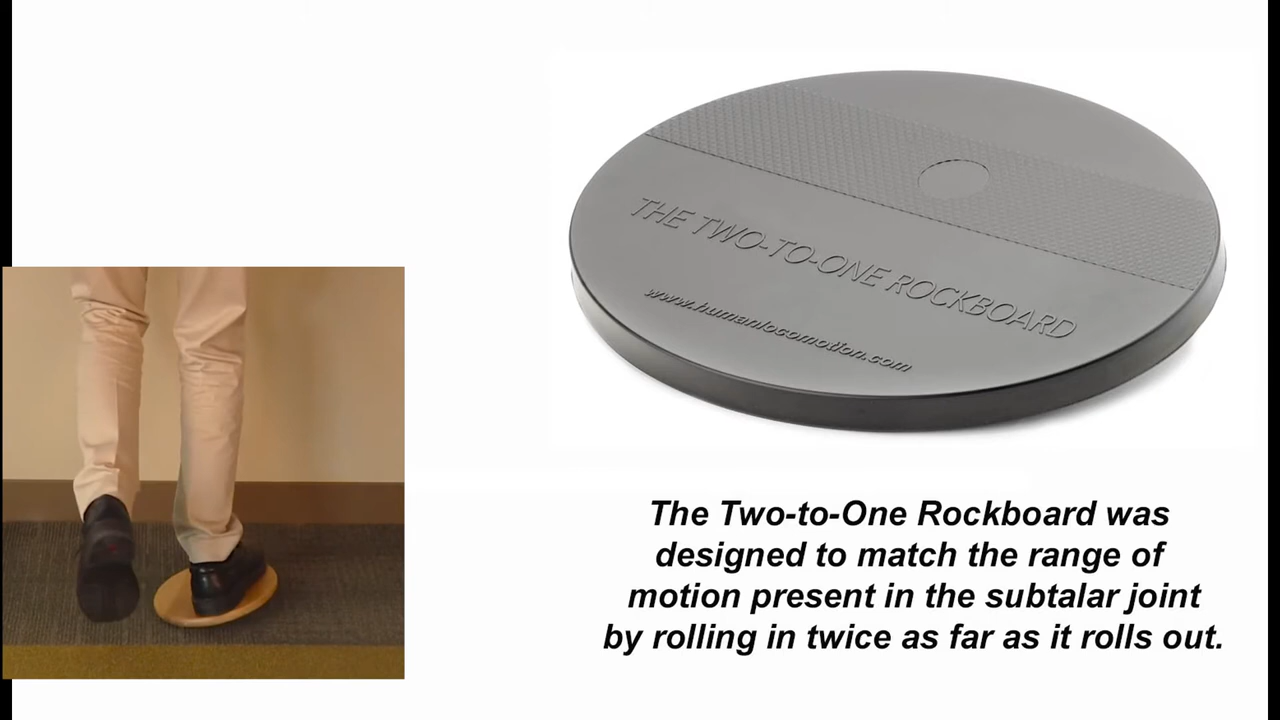 THE TWO-TO-ONE ROCKBOARD
www.humanlocomotion.com
The Two-to-One Rockboard was
designed to match the range of
motion present in the subtalar joint
by rolling in twice as far as it rolls out.